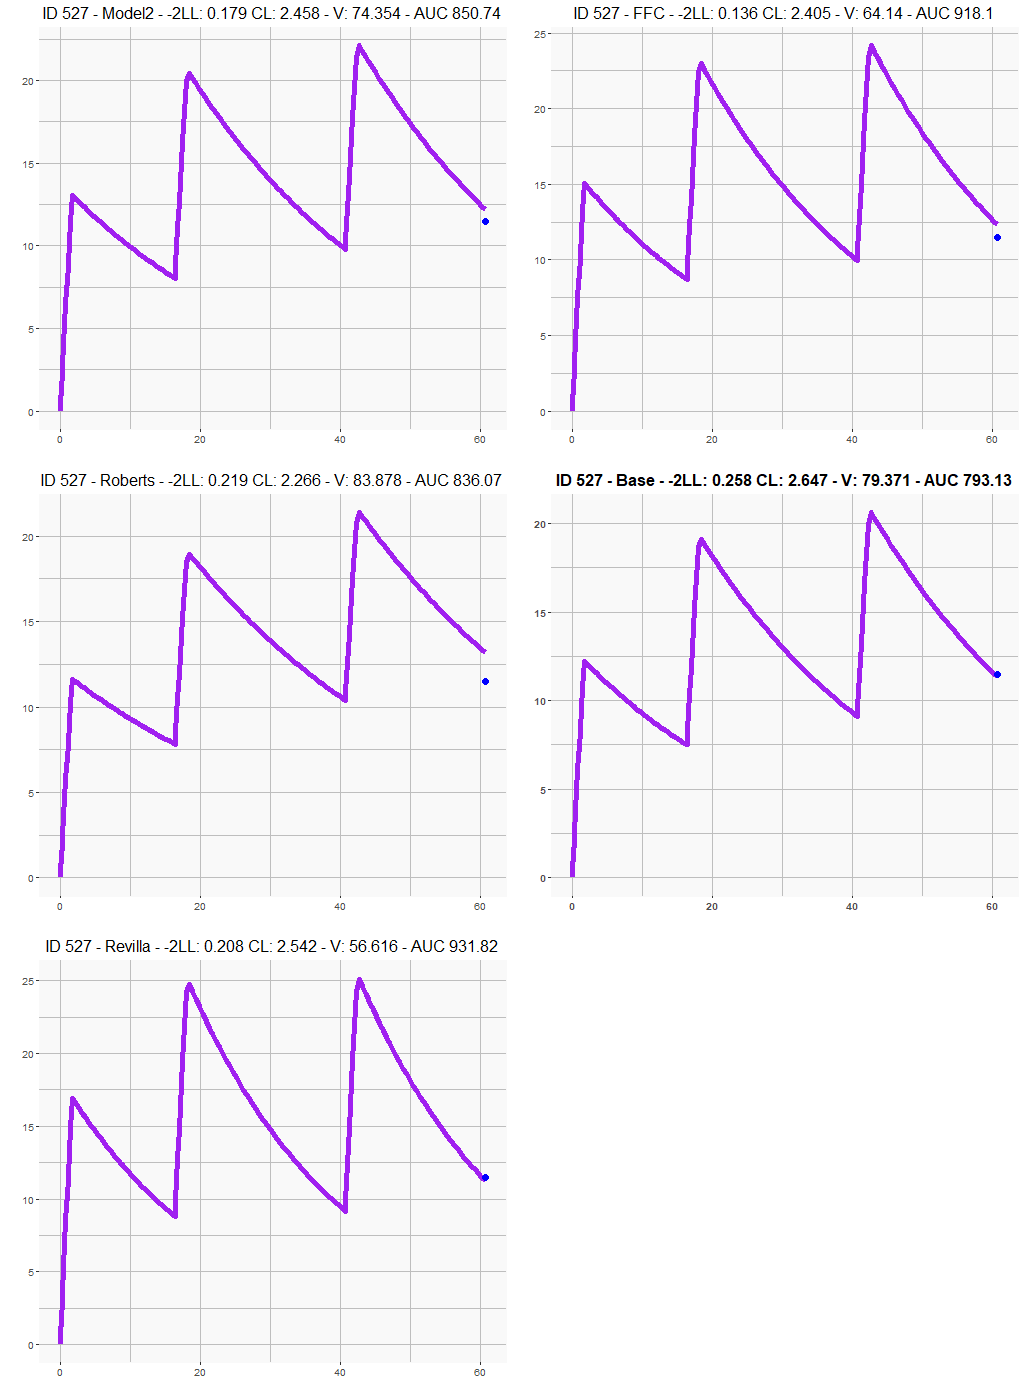 ID 527 - Model2 - -2LL: 0.179 CL: 2.458 - V: 74.354 - AUC 850.74
20
15
10
5
0
0 20 40 60
ID 527 - FFC - -2LL: 0.136 CL: 2.405 - V: 64.14 - AUC 918.1
25
20
15
10
5
0
0 20 40 60
ID 527 - Roberts - -2LL: 0.219 CL: 2.266 - V: 83.878 - AUC 836.07
20
15
10
5
0
0 20 40 60
ID 527 - Base - -2LL: 0.258 CL: 2.647 - V: 79.371 - AUC 793.13
20
15
10
5
0
0 20 40 60
ID 527 - Revilla - -2LL: 0.208 CL: 2.542 - V: 56.616 - AUC 931.82
25
20
15
10
5
0
0 20 40 60